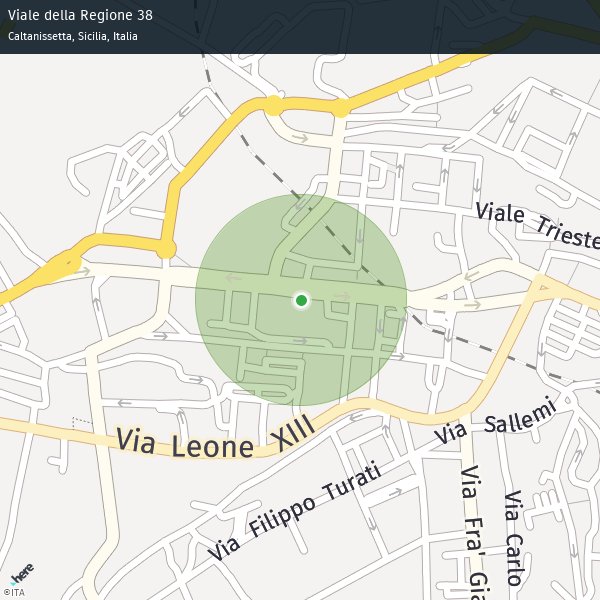 Viale della Regione 38
Caltanissetta, Sicilia, Italia
Viale Trieste
Via Leone XIII
Via Sallemi
Via Filippo Turati
Via Fra' Gia
Via Carlo
here
©ITA